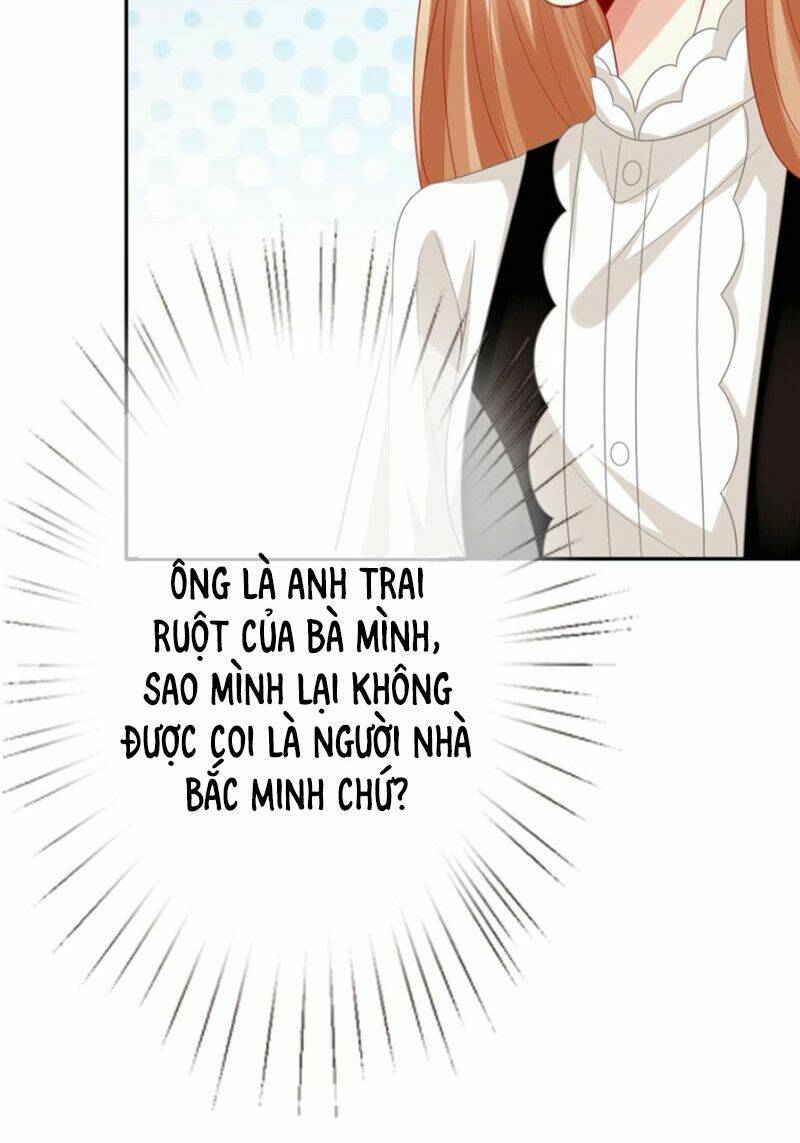 ÔNG LÀ ANH TRAI
RUỘT CỦA BÀ MÌNH,
SAO MÌNH LẠI KHÔNG
ĐƯỢC COI LÀ NGƯỜI NHÀ
BẮC MINH CHỨ?